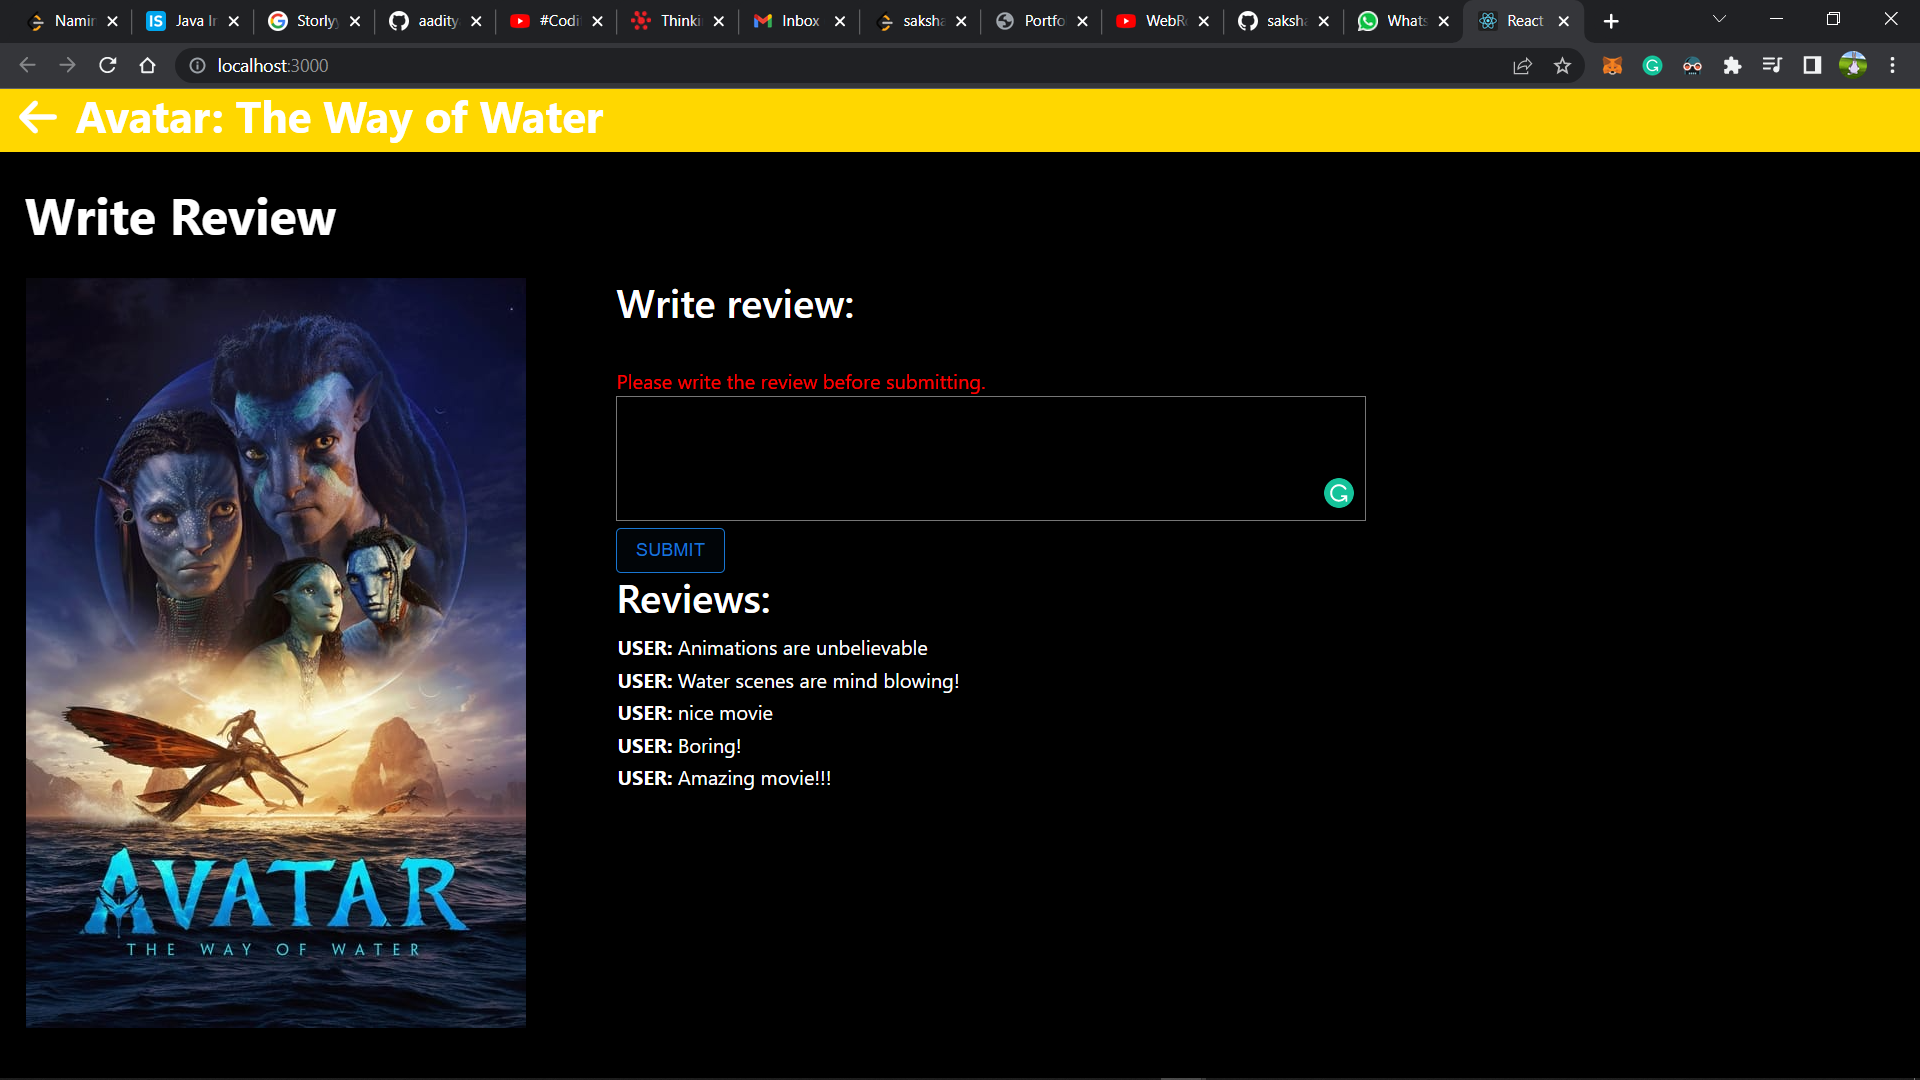 Namin
Java Ir
Storly
aadity
#Codi
Thinki
Inbox
saksha
Portfo
WebR
saksha
Whats
React
localhost:3000
Avatar: The Way of Water
Write Review
Write review:
Please write the review before submitting.
SUBMIT
Reviews:
USER: Animations are unbelievable
USER: Water scenes are mind blowing!
USER: nice movie
USER: Boring!
USER: Amazing movie!!!
AVATAR
THE WAY OF WATER